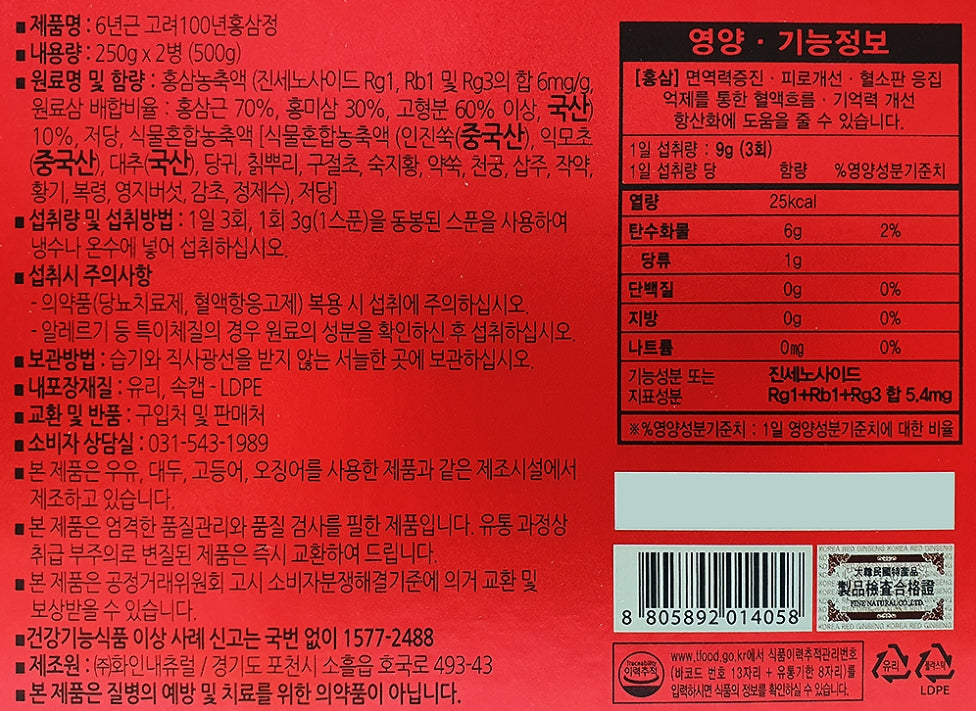 ■ 제품명 : 6년근 고려100년홍삼정
■ 내용량 : 250g x 2병 (500g)
■ 원료명 및 함량 : 홍삼농축액 (진세노사이드 Rg1, Rb1 및 Rg3의 합 6mg/g,
원료삼 배합비율 : 홍삼근 70%, 홍미삼 30%, 고형분 60% 이상, 국산)
10%, 저당, 식물혼합농축액 [식물혼합농축액 (인진쑥(중국산), 익모초
(중국산), 대추(국산), 당귀, 칡뿌리, 구절초, 숙지황, 약쑥, 천궁, 삽주, 작약,
황기, 복령, 영지버섯, 감초, 정제수), 저당]
■ 섭취량 및 섭취방법 : 1일 3회, 1회 3g(1스푼)을 동봉된 스푼을 사용하여
냉수나 온수에 넣어 섭취하십시오.
■ 섭취시 주의사항
- 의약품(당뇨치료제, 혈액항응고제) 복용 시 섭취에 주의하십시오.
- 알레르기 등 특이체질의 경우 원료의 성분을 확인하신 후 섭취하십시오.
■ 보관방법 : 습기와 직사광선을 받지 않는 서늘한 곳에 보관하십시오.
■ 내포장재질 : 유리, 속캡 - LDPE
■ 교환 및 반품 : 구입처 및 판매처
■ 소비자 상담실 : 031-543-1989
■ 본 제품은 우유, 대두, 고등어, 오징어를 사용한 제품과 같은 제조시설에서
제조하고 있습니다.
■ 본 제품은 엄격한 품질관리와 품질 검사를 필한 제품입니다. 유통 과정상
취급 부주의로 변질된 제품은 즉시 교환하여 드립니다.
■ 본 제품은 공정거래위원회 고시 소비자분쟁해결기준에 의거 교환 및
보상받을 수 있습니다.
■ 건강기능식품 이상 사례 신고는 국번 없이 1577-2488
■ 제조원 : ㈜화인내츄럴 / 경기도 포천시 소흘읍 호국로 493-43
■ 본 제품은 질병의 예방 및 치료를 위한 의약품이 아닙니다.
영양 · 기능정보
[홍삼] 면역력증진 · 피로개선 · 혈소판 응집
억제를 통한 혈액흐름 · 기억력 개선
항산화에 도움을 줄 수 있습니다.
1일 섭취량 : 9g (3회)
1일 섭취량 당 함량 %영양성분기준치
열량 25kcal
탄수화물 6g 2%
당류 1g
단백질 0g 0%
지방 0g 0%
나트륨 0mg 0%
기능성분 또는 진세노사이드
지표성분 Rg1+Rb1+Rg3 합 5.4mg
※%영양성분기준치 : 1일 영양성분기준치에 대한 비율
8 805892 014058
KOREA RED GINSENG KOREA RED GINSENG
大韓民國特産品
製品檢査合格證
FINE NATURAL CO.,LTD.
KOREA RED GINSENG KOREA RED GINSENG
Traceability
이력추적
www.tfood.go.kr에서 식품이력추적관리번호
(바코드 번호 13자리 + 유통기한 8자리)를
입력하시면 식품의 정보를 확인하실 수 있습니다.
유리
플라스틱
LDPE